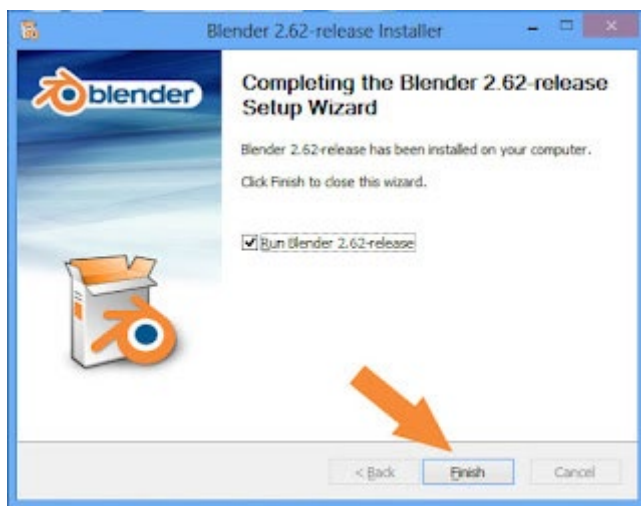 Blender 2.62-release Installer
blender
Completing the Blender 2.62-release
Setup Wizard
Blender 2.62-release has been installed on your computer.
Click Finish to close this wizard.
Run Blender 2.62-release
< Back
Finish
Cancel